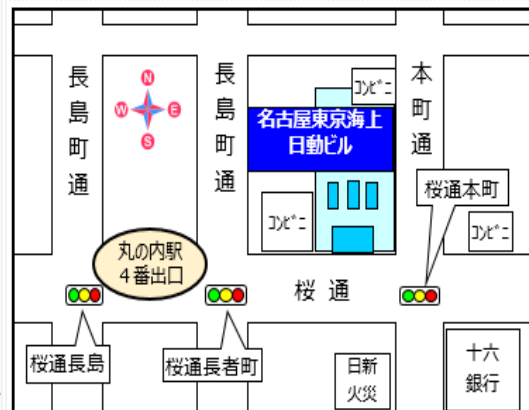 長島町通
N
W
E
S
長島町通
コンビニ
本町通
名古屋東京海上
日動ビル
コンビニ
桜通本町
コンビニ
丸の内駅
4番出口
桜 通
桜通長島
桜通長者町
日新
火災
十六
銀行